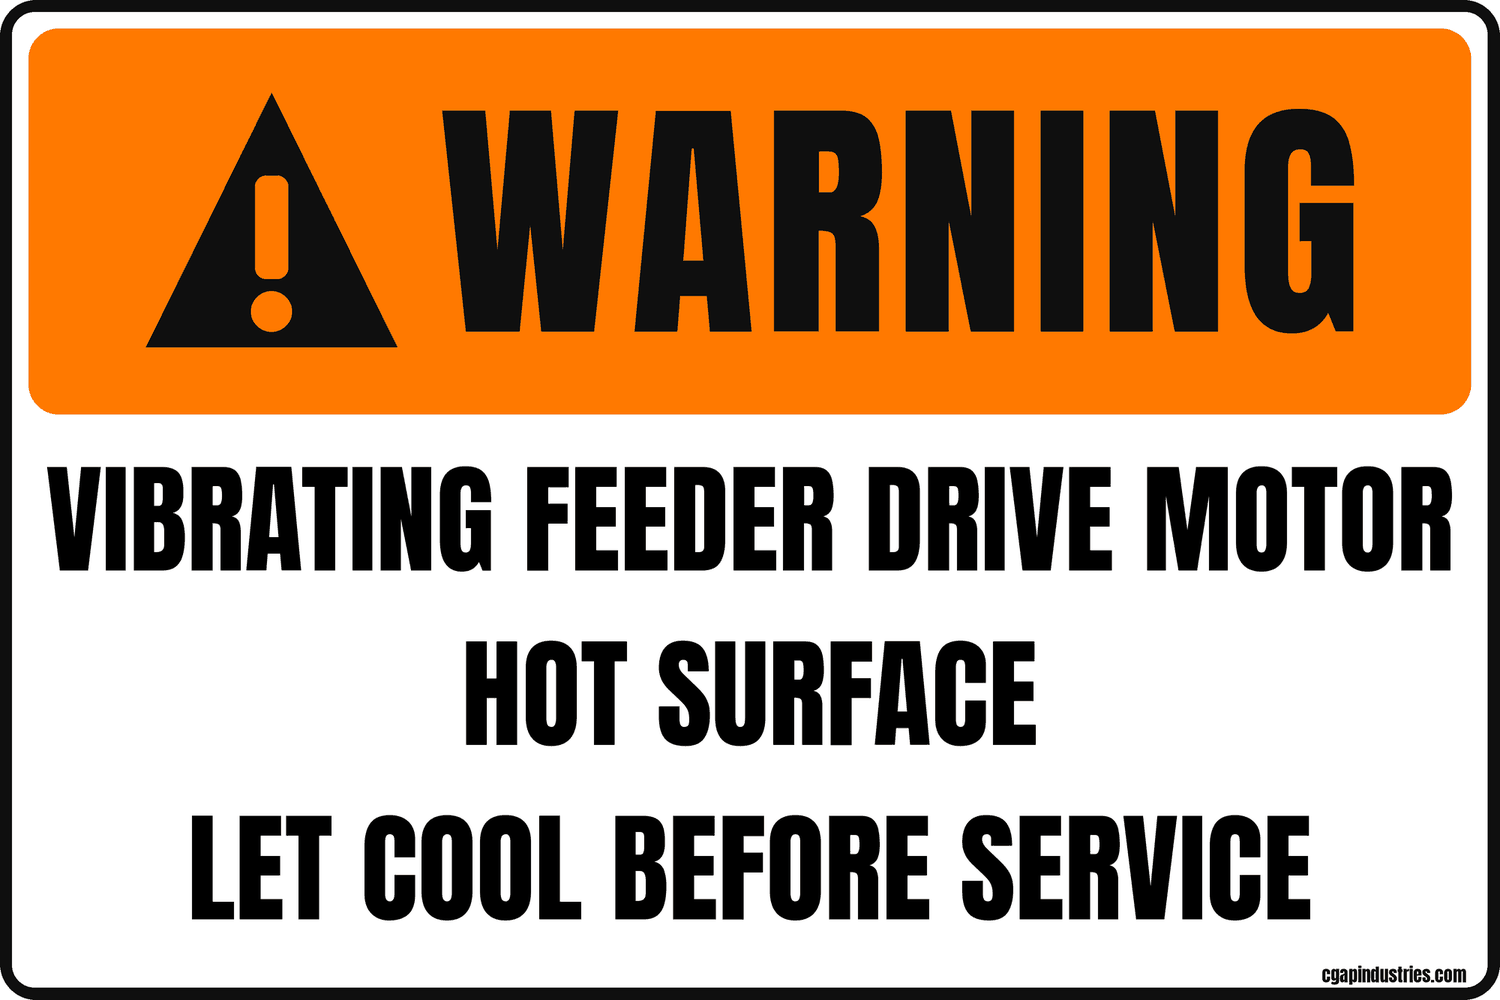 WARNING
VIBRATING FEEDER DRIVE MOTOR
HOT SURFACE
LET COOL BEFORE SERVICE
cgapindustries.com